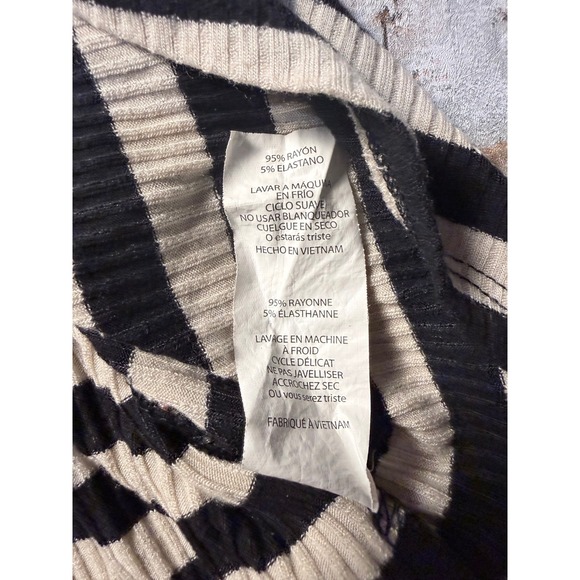 95% RAYÓN
5% ELASTANO
LAVAR A MÁQUINA
EN FRÍO
CICLO SUAVE
NO USAR BLANQUEADOR
CUELGUE EN SECO
O estarás triste
HECHO EN VIETNAM
95% RAYONNE
5% ÉLASTHANNE
LAVAGE EN MACHINE
À FROID
CYCLE DÉLICAT
NE PAS JAVELLISER
ACCROCHEZ SEC
OU vous serez triste
FABRIQUÉ À VIETNAM